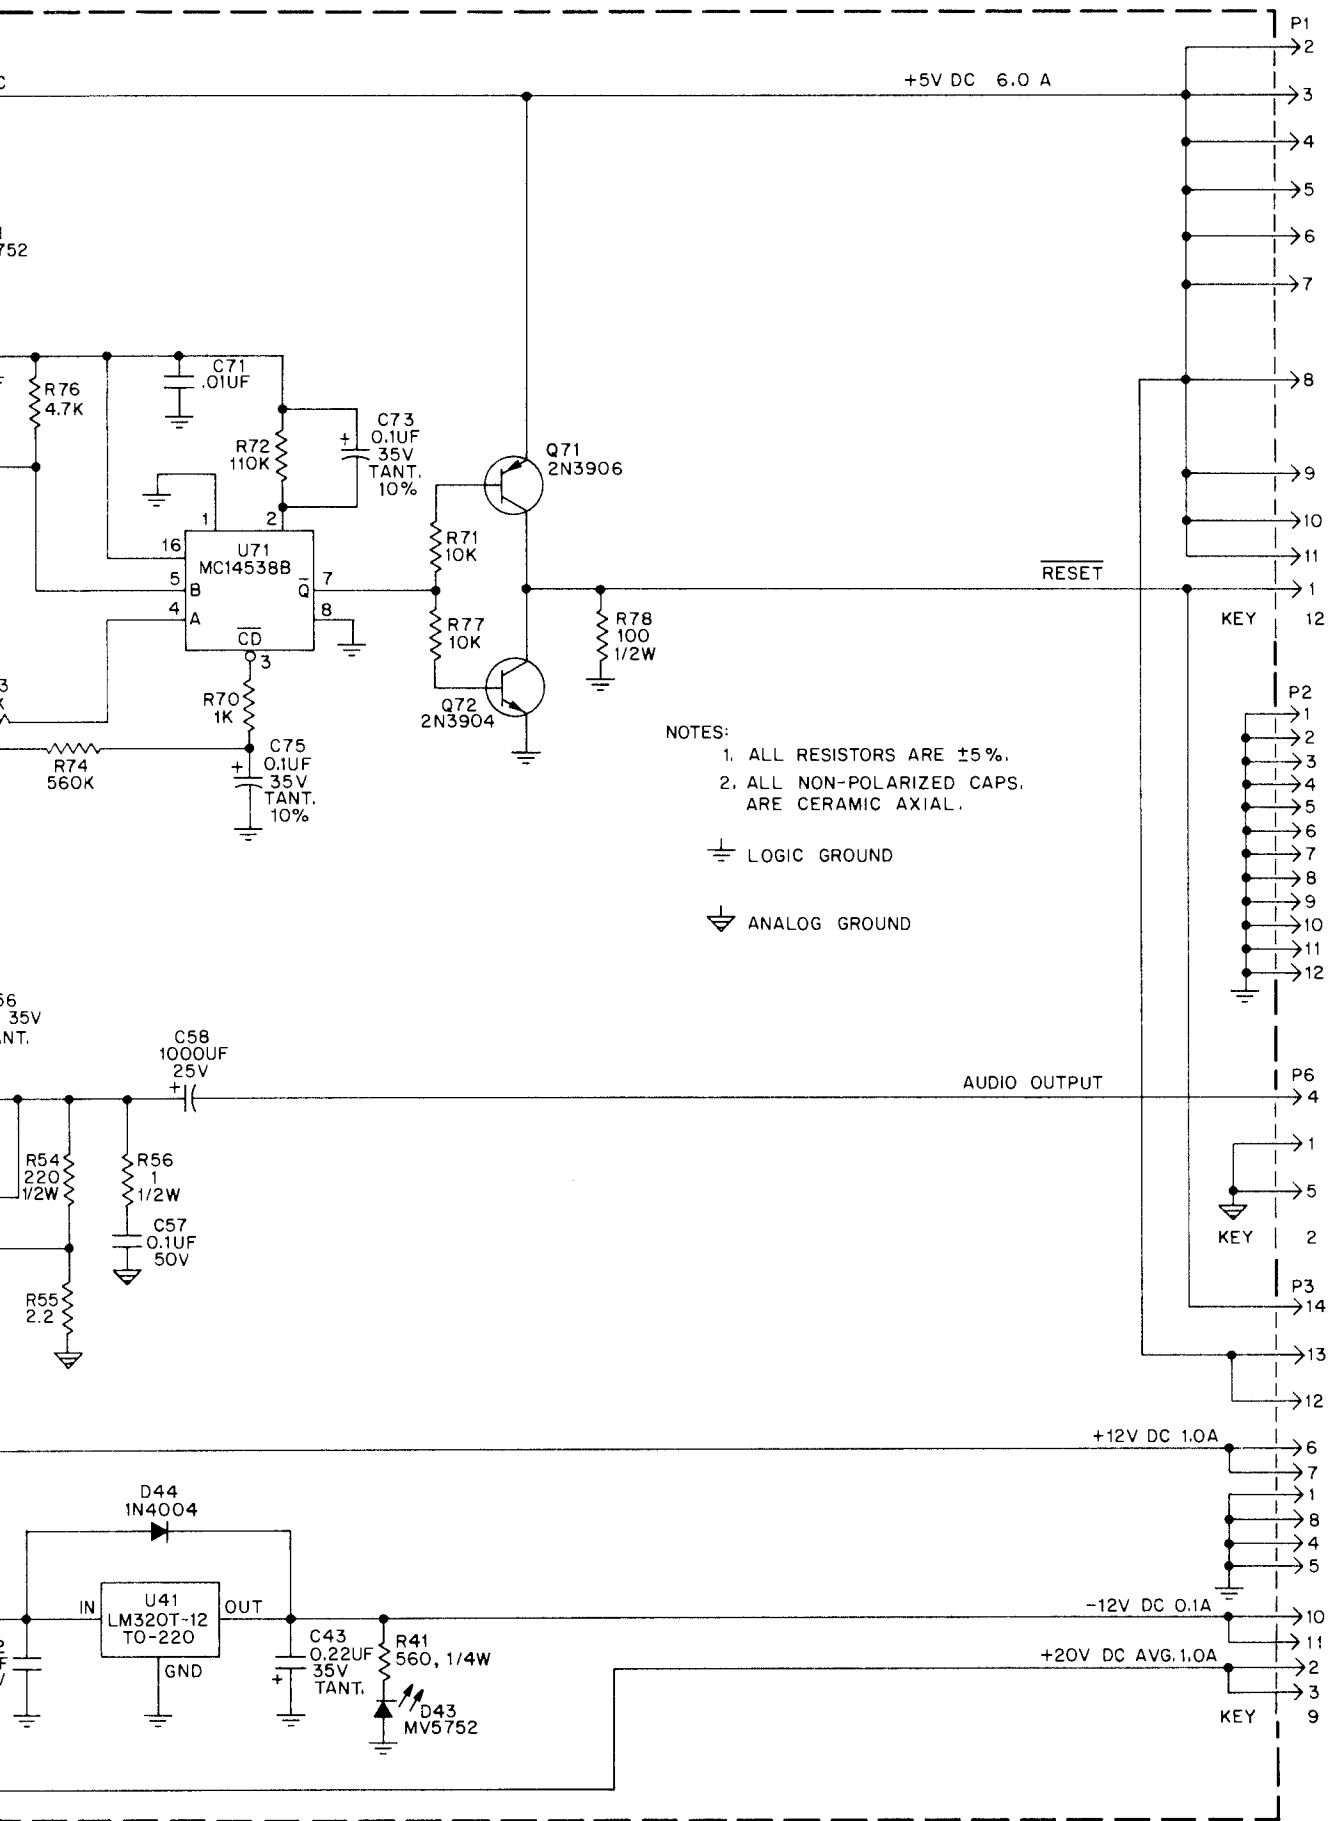 P1
2
+5V DC 6.0 A
3
4
5
6
752
7
C71
.01UF
8
R76
4.7K
C73
0.1UF
35V
TANT.
10%
R72
110K
Q71
2N3906
9
1
2
10
16
U71
MC14538B
R71
10K
11
5
B
Q̅
7
R̅E̅S̅E̅T̅
1
4
A
8
R77
10K
R78
100
1/2W
KEY 12
C̅D̅
3
R70
1K
Q72
2N3904
P2
1
2
3
4
5
6
7
8
9
10
11
12
R74
560K
C75
0.1UF
35V
TANT.
10%
NOTES:
1. ALL RESISTORS ARE ±5%.
2. ALL NON-POLARIZED CAPS.
ARE CERAMIC AXIAL.
LOGIC GROUND
ANALOG GROUND
35V
C58
1000UF
25V
AUDIO OUTPUT
P6
4
1
R54
220
1/2W
R56
1
1/2W
5
C57
0.1UF
50V
KEY 2
R55
2.2
P3
14
13
12
+12V DC 1.0A
6
7
D44
1N4004
1
8
4
5
IN
U41
LM320T-12
TO-220
OUT
GND
-12V DC 0.1A
10
11
C43
0.22UF
35V
TANT.
R41
560, 1/4W
+20V DC AVG. 1.0A
2
3
D43
MV5752
KEY 9